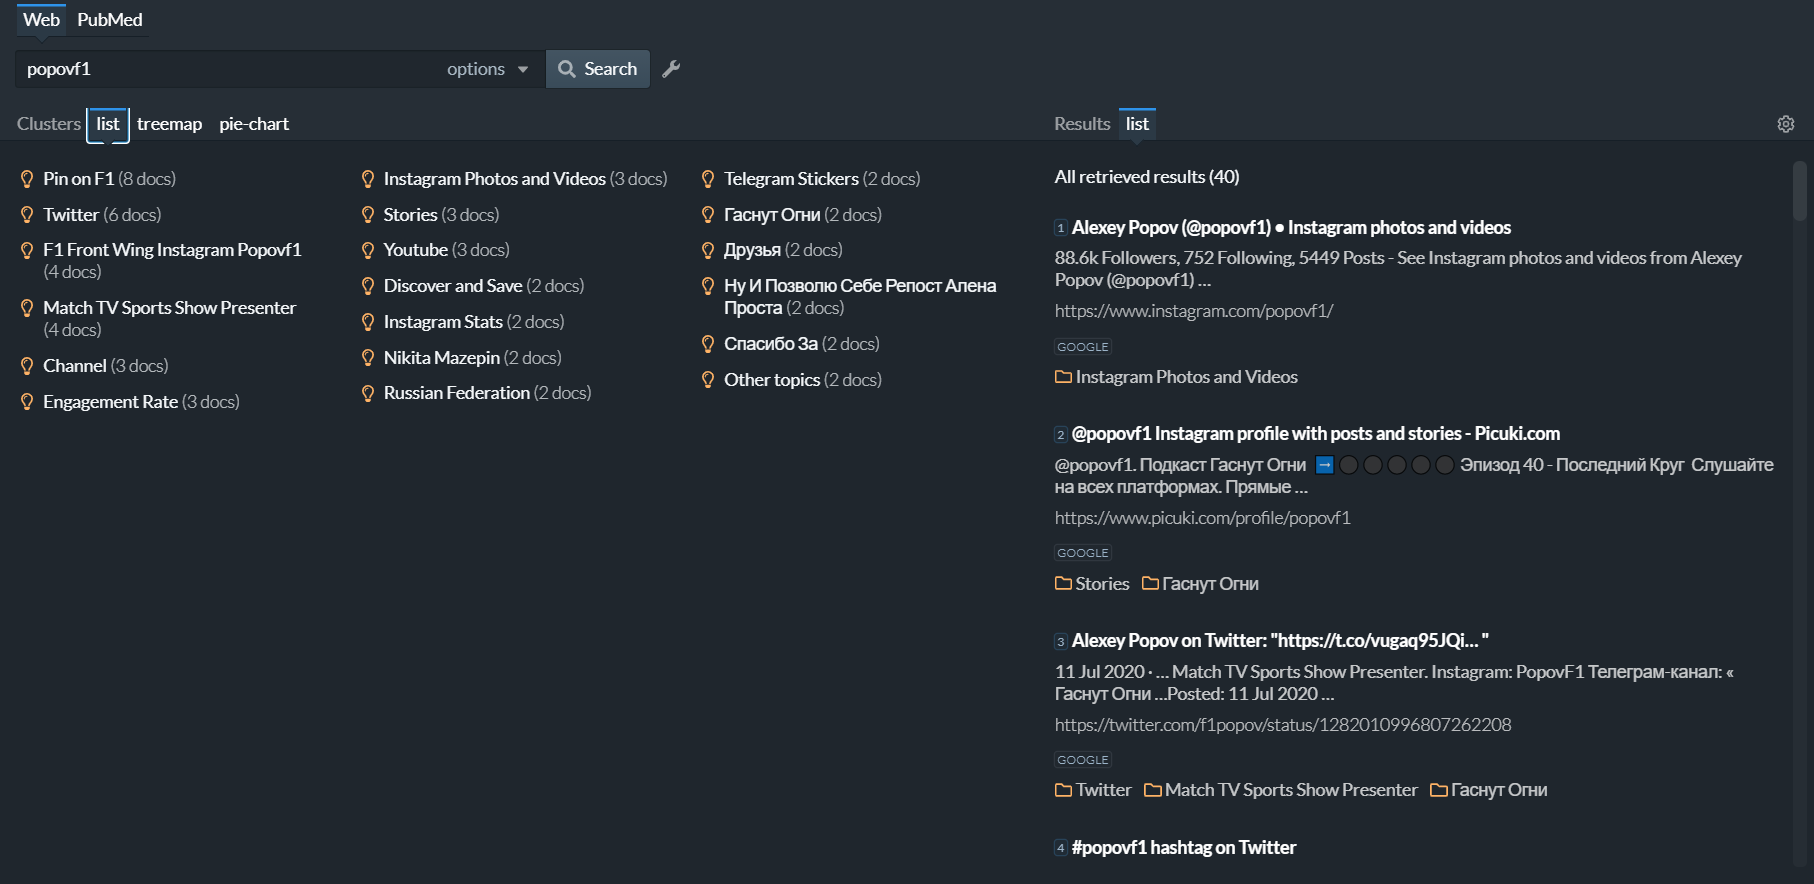 Web PubMed
popovf1 options Search
Clusters list treemap pie-chart
Pin on F1 (8 docs)
Twitter (6 docs)
F1 Front Wing Instagram Popovf1
(4 docs)
Match TV Sports Show Presenter
(4 docs)
Channel (3 docs)
Engagement Rate (3 docs)
Instagram Photos and Videos (3 docs)
Stories (3 docs)
Youtube (3 docs)
Discover and Save (2 docs)
Instagram Stats (2 docs)
Nikita Mazepin (2 docs)
Russian Federation (2 docs)
Telegram Stickers (2 docs)
Гаснут Огни (2 docs)
Друзья (2 docs)
Ну И Позволю Себе Репост Алена
Проста (2 docs)
Спасибо За (2 docs)
Other topics (2 docs)
Results list
All retrieved results (40)
1 Alexey Popov (@popovf1) • Instagram photos and videos
88.6k Followers, 752 Following, 5449 Posts - See Instagram photos and videos from Alexey
Popov (@popovf1) ...
https://www.instagram.com/popovf1/
GOOGLE
Instagram Photos and Videos
2 @popovf1 Instagram profile with posts and stories - Picuki.com
@popovf1. Подкаст Гаснут Огни ➡️⚫⚫⚫⚫⚫ Эпизод 40 - Последний Круг Слушайте
на всех платформах. Прямые ...
https://www.picuki.com/profile/popovf1
GOOGLE
Stories Гаснут Огни
3 Alexey Popov on Twitter: "https://t.co/vugaq95JQi... "
11 Jul 2020 · ... Match TV Sports Show Presenter. Instagram: PopovF1 Телеграм-канал: «
Гаснут Огни ...Posted: 11 Jul 2020 ...
https://twitter.com/f1popov/status/1282010996807262208
GOOGLE
Twitter Match TV Sports Show Presenter Гаснут Огни
4 #popovf1 hashtag on Twitter